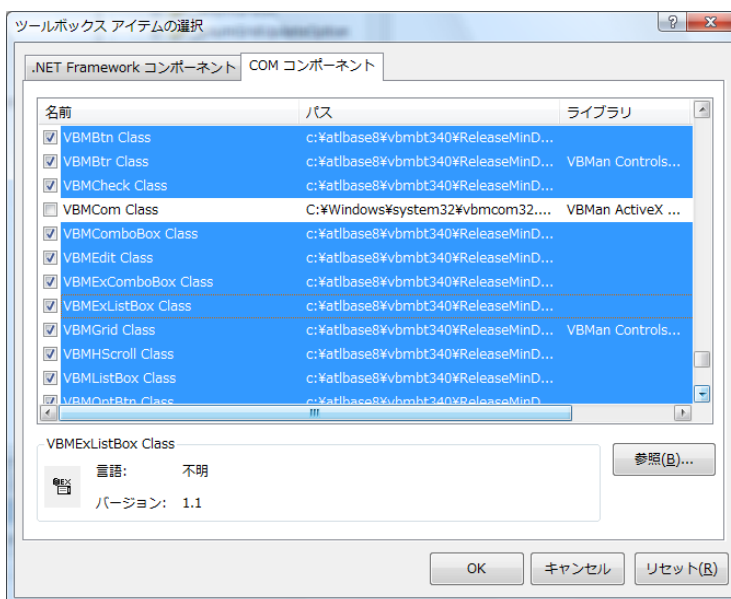 ツールボックス アイテムの選択
.NET Framework コンポーネント COM コンポーネント
名前 パス ライブラリ
VBMBtn Class c:¥atlbase8¥vbmbt340¥ReleaseMinD...
VBMBtr Class c:¥atlbase8¥vbmbt340¥ReleaseMinD... VBMan Controls...
VBMCheck Class c:¥atlbase8¥vbmbt340¥ReleaseMinD...
VBMCom Class C:¥Windows¥system32¥vbmcom32.... VBMan ActiveX ...
VBMComboBox Class c:¥atlbase8¥vbmbt340¥ReleaseMinD...
VBMEdit Class c:¥atlbase8¥vbmbt340¥ReleaseMinD...
VBMExComboBox Class c:¥atlbase8¥vbmbt340¥ReleaseMinD...
VBMExListBox Class c:¥atlbase8¥vbmbt340¥ReleaseMinD...
VBMGrid Class c:¥atlbase8¥vbmbt340¥ReleaseMinD... VBMan Controls...
VBMHScroll Class c:¥atlbase8¥vbmbt340¥ReleaseMinD...
VBMListBox Class c:¥atlbase8¥vbmbt340¥ReleaseMinD...
VBMOptBtn Class c:¥atlbase8¥vbmbt340¥ReleaseMinD...
VBMExListBox Class
言語: 不明
バージョン: 1.1
参照(B)...
OK キャンセル リセット(R)